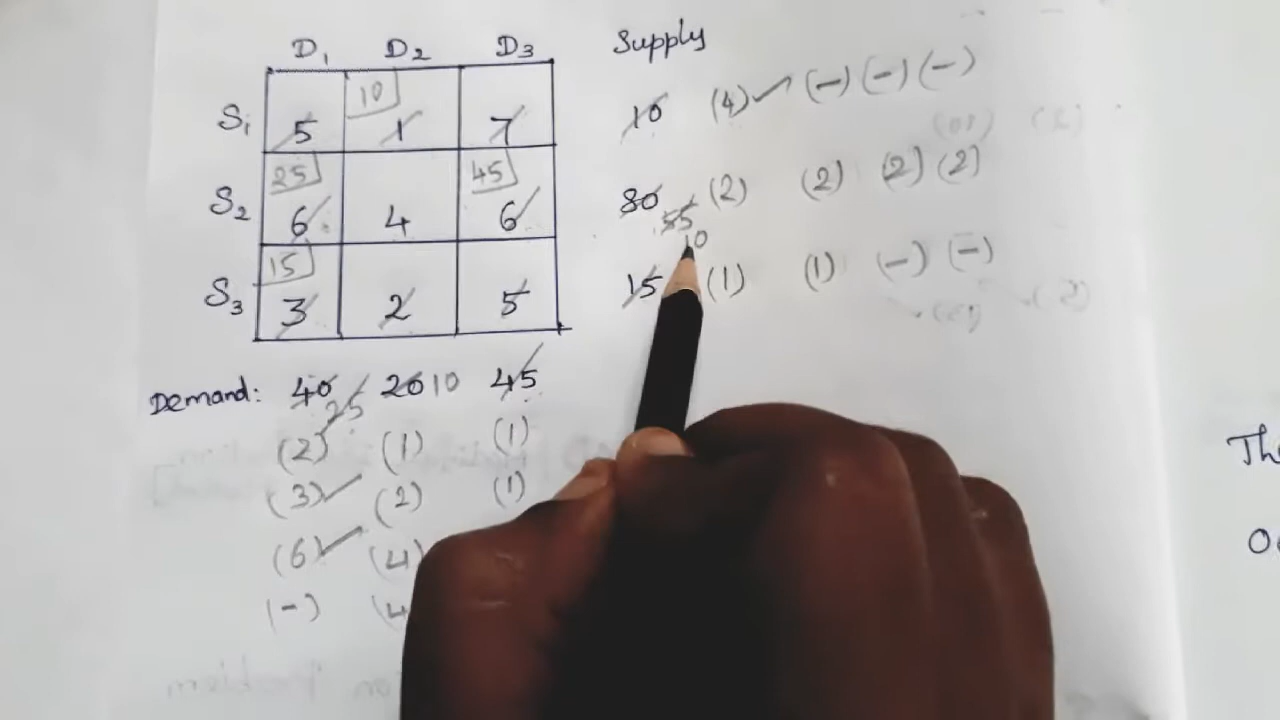 D1 D2 D3 Supply
10
S1 5 1 7 10 (4)✓ (-) (-) (-)
25 45
S2 6 4 6 80 (2) (2) (2) (2)
55
10
15
S3 3 2 5 15 (1) (1) (-) (-)
Demand: 40 20 10 45
25
(2) (1) (1)
(3)✓ (2) (1)
(6)✓ (4)
(-) (4